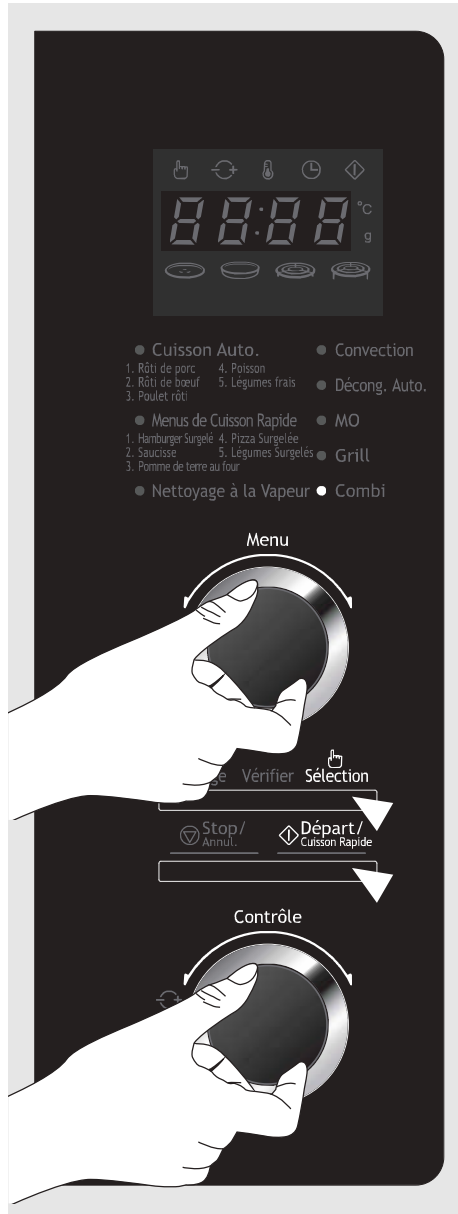 88:88 °C
g
Cuisson Auto.
1. Rôti de porc 4. Poisson
2. Rôti de bœuf 5. Légumes frais
3. Poulet rôti
Menus de Cuisson Rapide
1. Hamburger Surgelé 4. Pizza Surgelée
2. Saucisse 5. Légumes Surgelés
3. Pomme de terre au four
Nettoyage à la Vapeur
Convection
Décong. Auto.
MO
Grill
Combi
Menu
Vérifier Sélection
Stop/
Annul.
Départ/
Cuisson Rapide
Contrôle